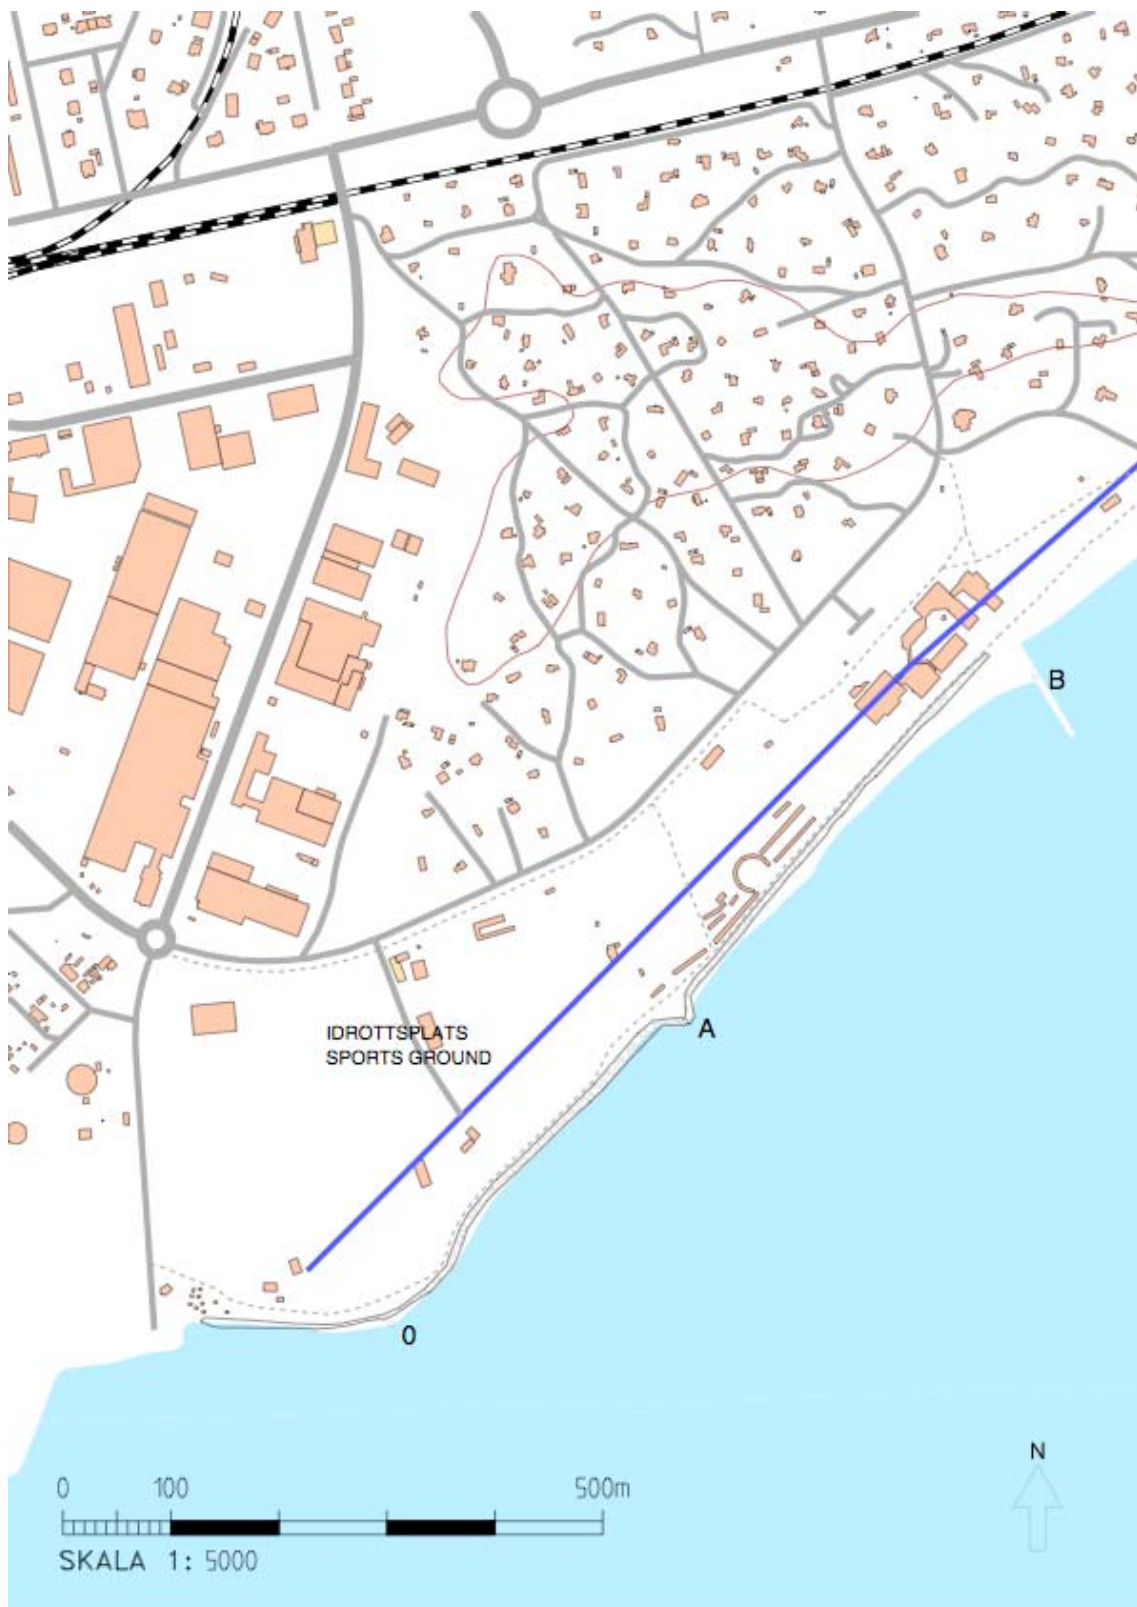 B
IDROTTSPLATS
SPORTS GROUND
A
0
N
0 100 500m
SKALA 1: 5000